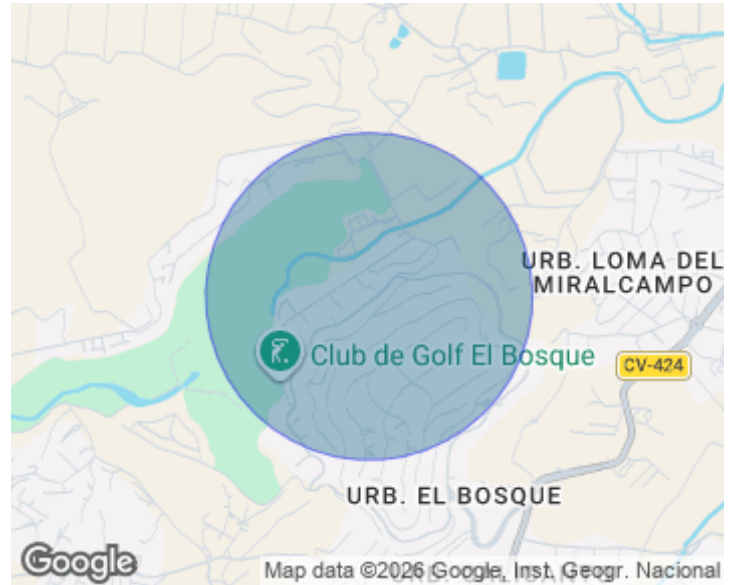 URB. LOMA DEL
MIRALCAMPO
Club de Golf El Bosque
CV-424
URB. EL BOSQUE
Google
Map data ©2026 Google, Inst. Geogr. Nacional